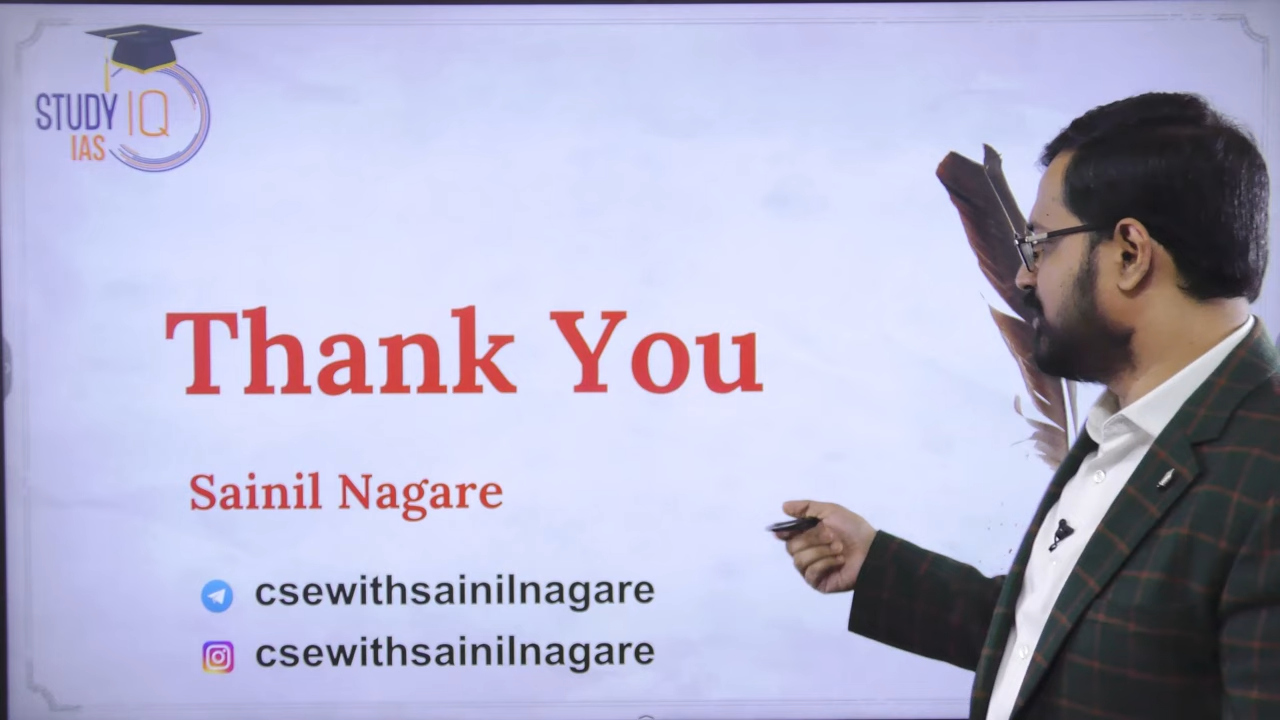 STUDY IQ
IAS
Thank You
Sainil Nagare
csewithsainilnagare
csewithsainilnagare